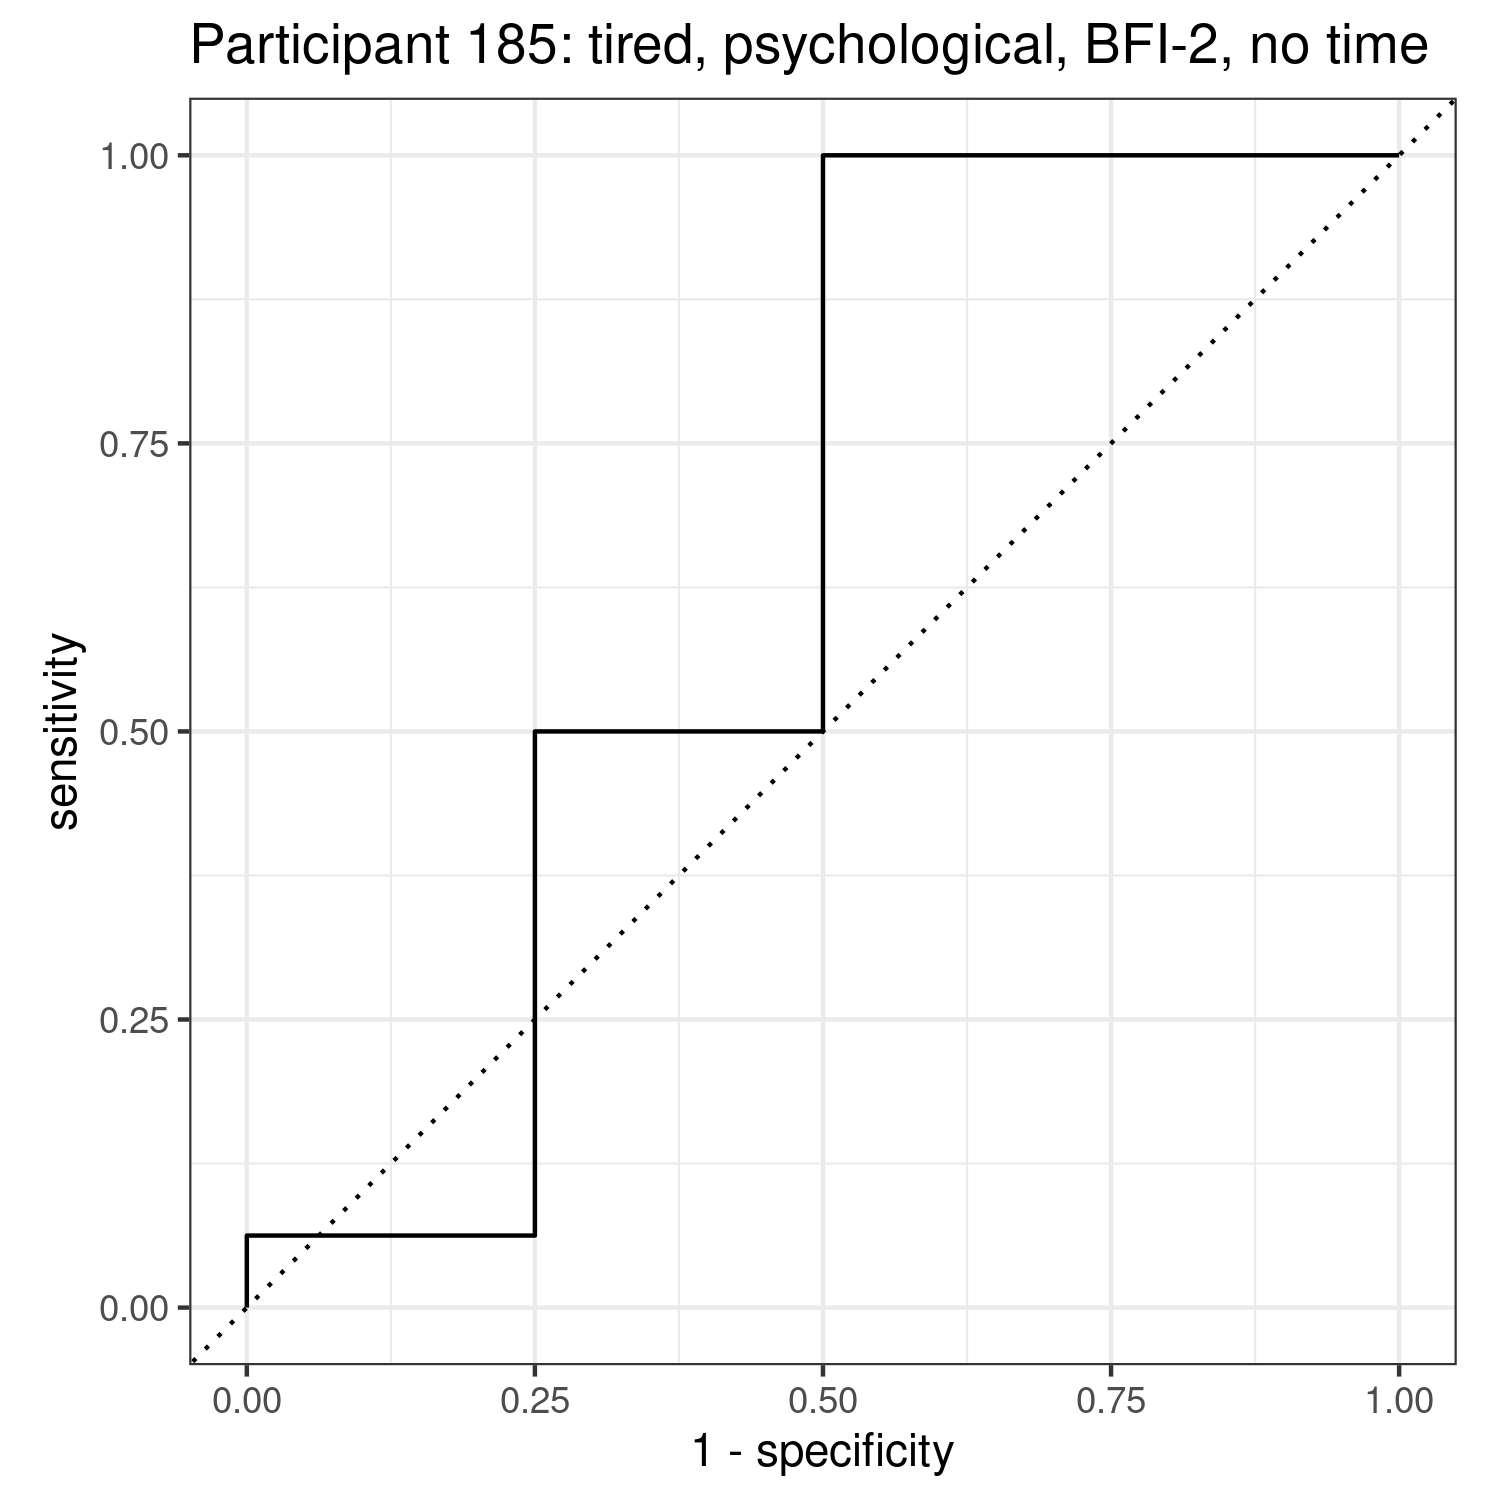 Participant 185: tired, psychological, BFI-2, no time
1.00
0.75
0.50
0.25
0.00
sensitivity
0.00 0.25 0.50 0.75 1.00
1 - specificity